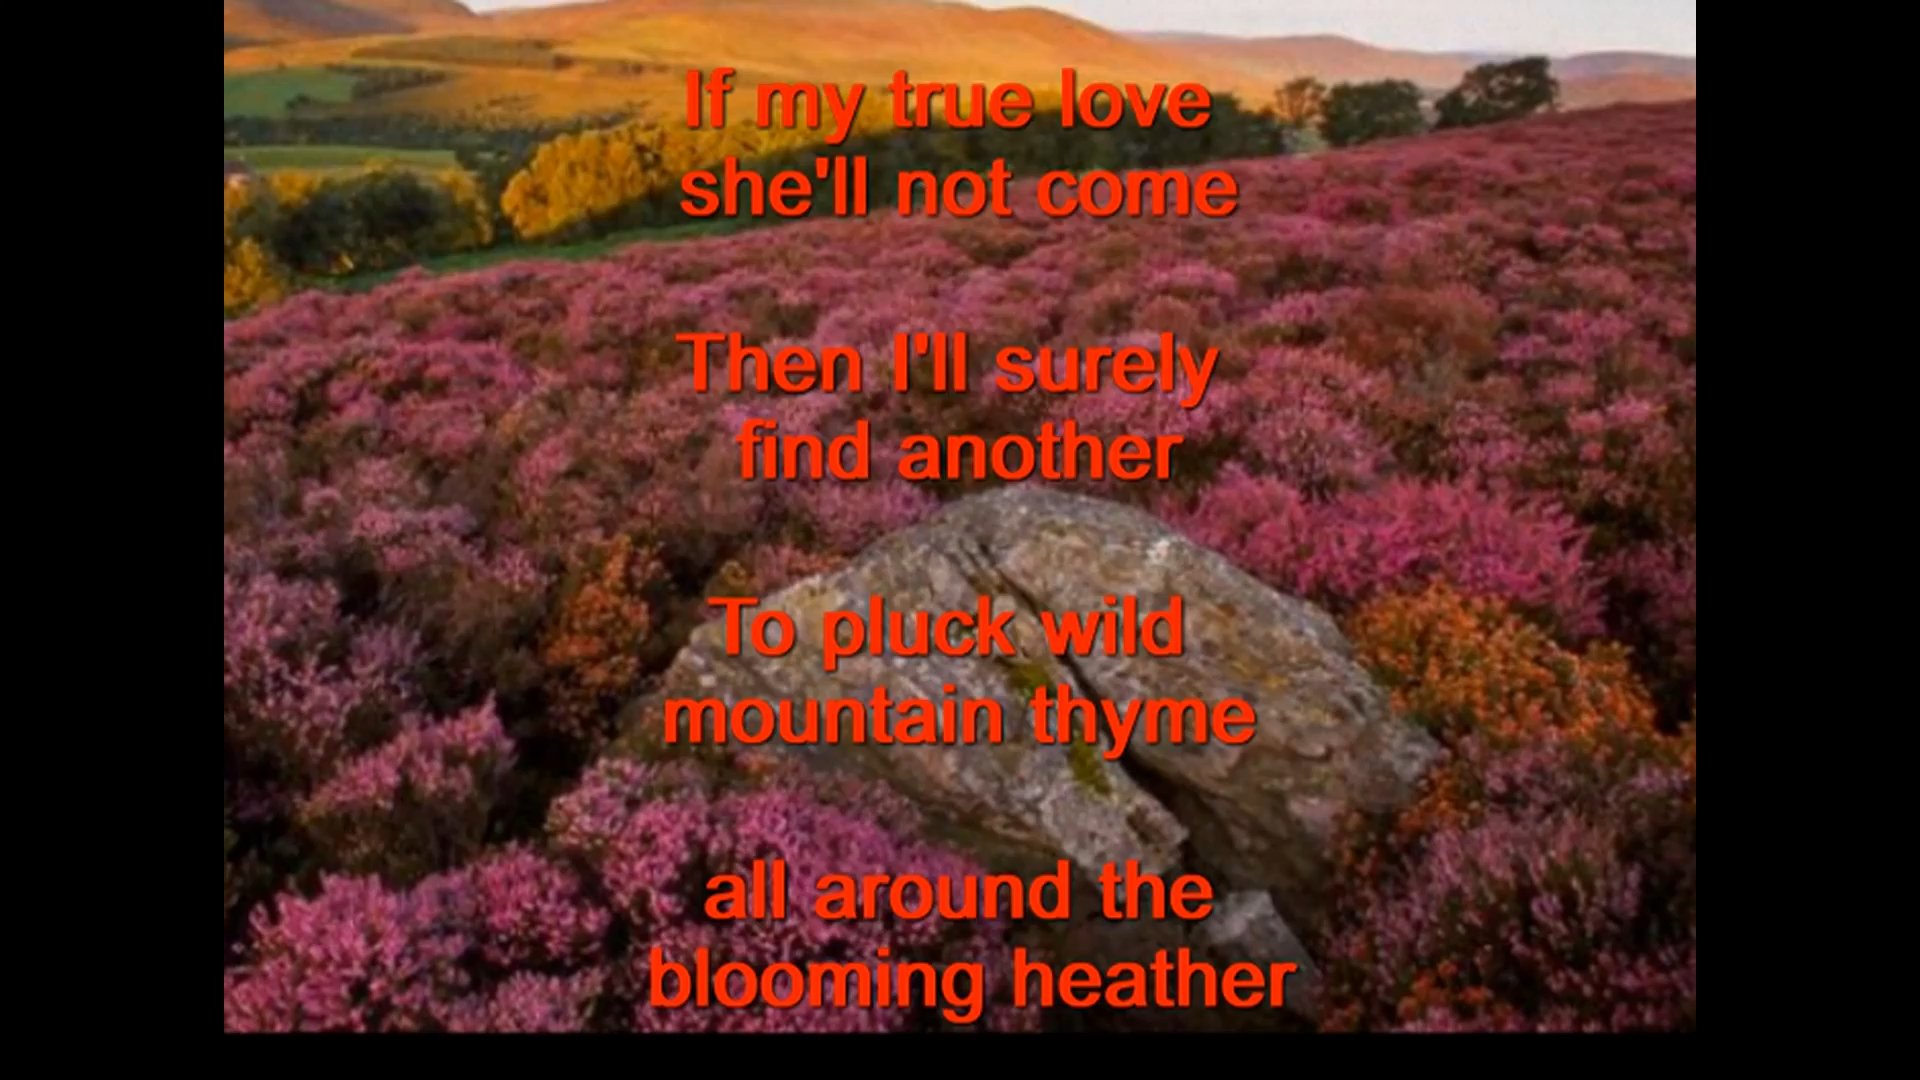 If my true love
she'll not come
Then I'll surely
find another
To pluck wild
mountain thyme
all around the
blooming heather